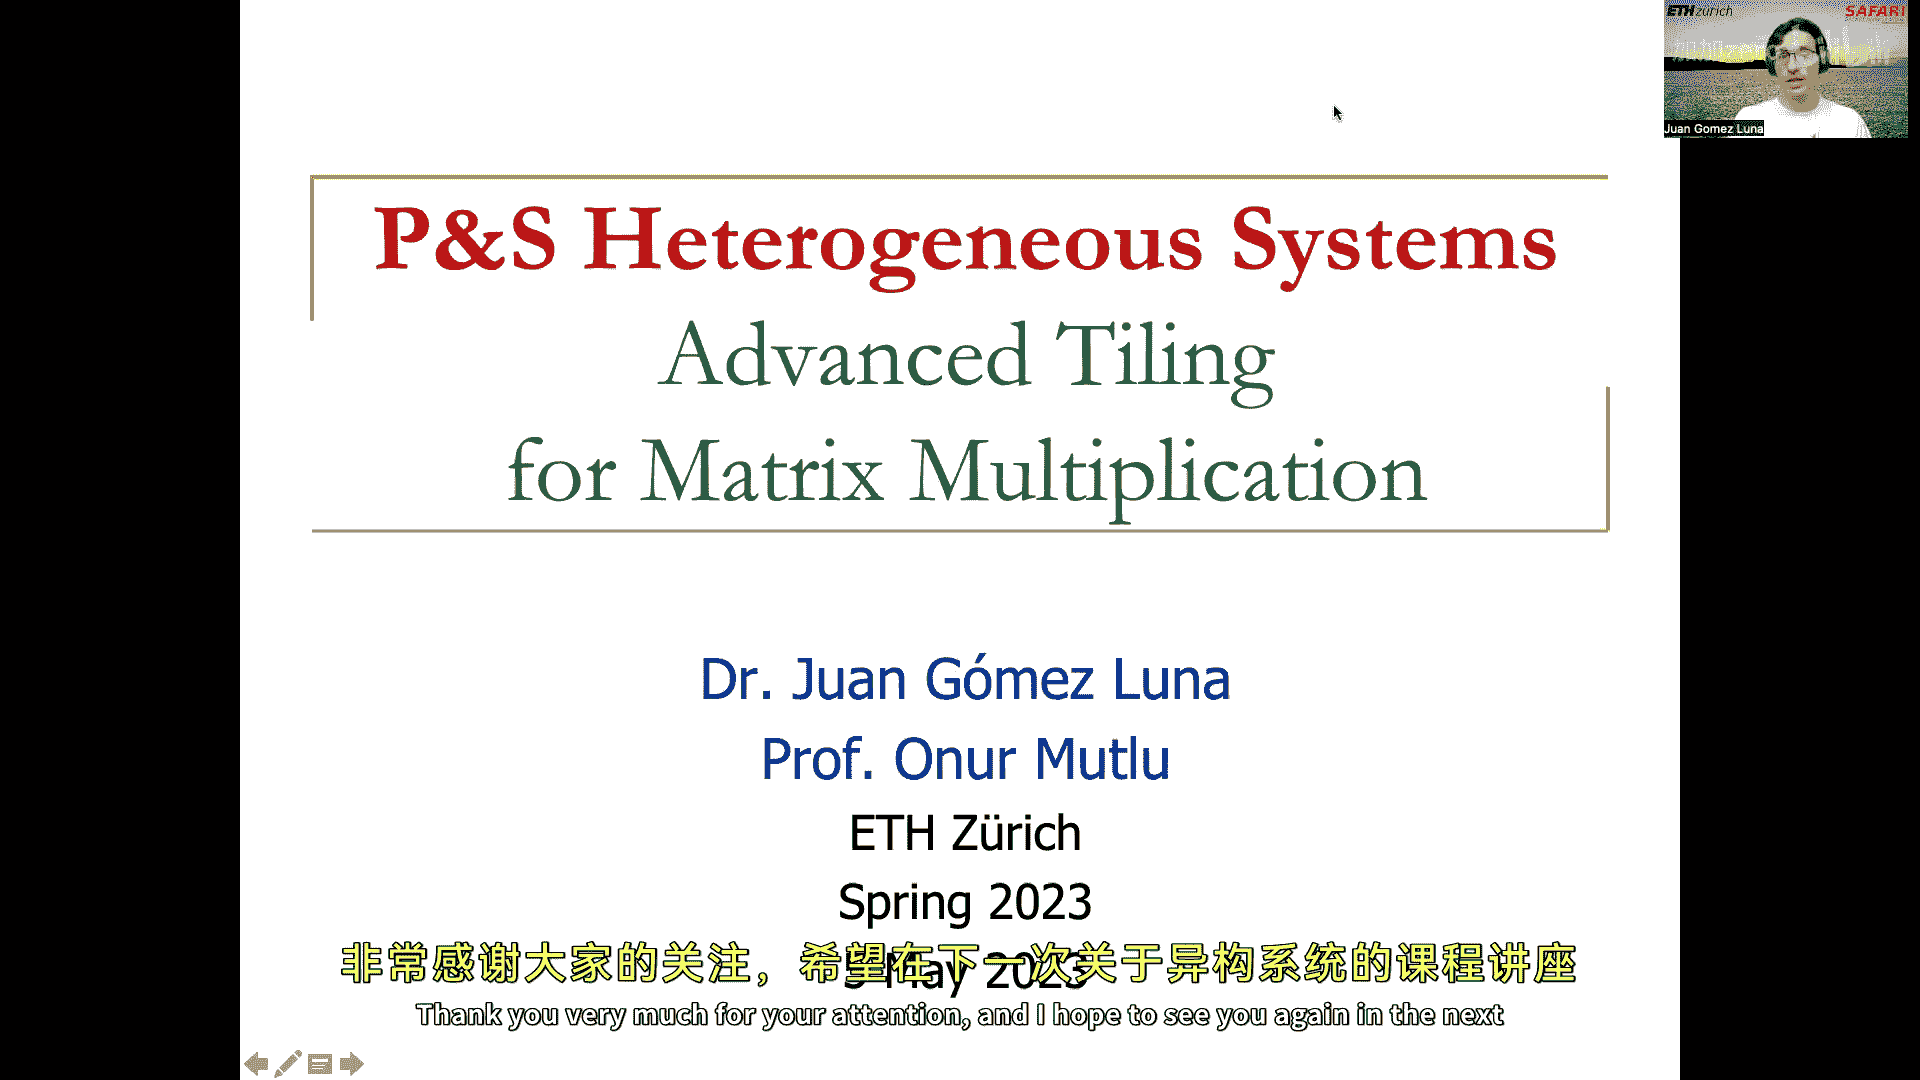 ETH zürich
SAFARI
Juan Gomez Luna
P&S Heterogeneous Systems
Advanced Tiling
for Matrix Multiplication
Dr. Juan Gómez Luna
Prof. Onur Mutlu
ETH Zürich
Spring 2023
5 May 2023
非常感谢大家的关注，希望在下一次关于异构系统的课程讲座
Thank you very much for your attention, and I hope to see you again in the next